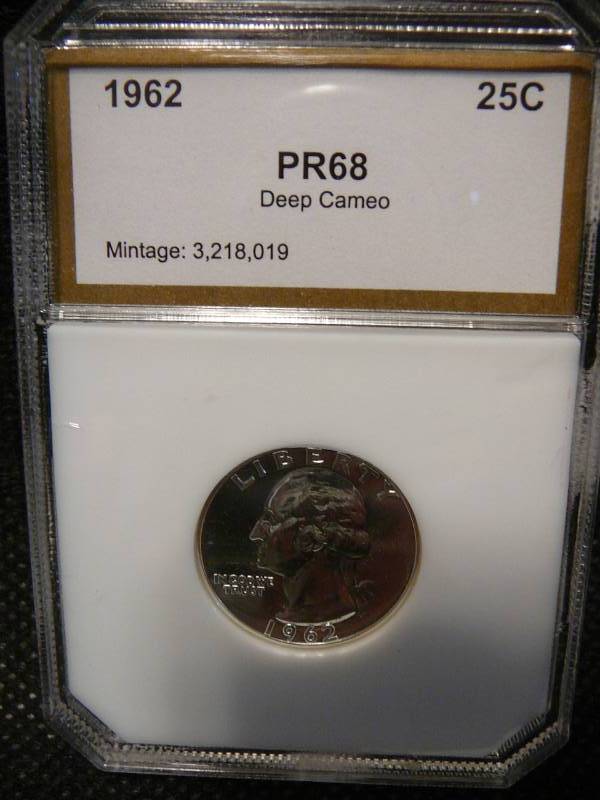 1962 25C
PR68
Deep Cameo
Mintage: 3,218,019
LIBERTY
IN GOD WE
TRUST
1962